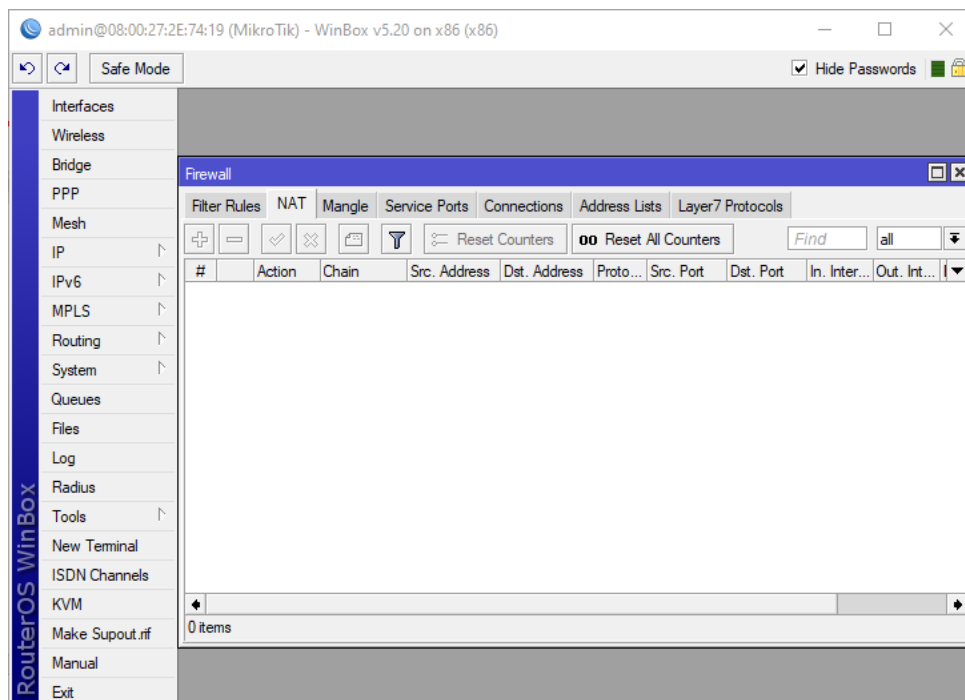 admin@08:00:27:2E:74:19 (MikroTik) - WinBox v5.20 on x86 (x86)
Safe Mode
Hide Passwords
Interfaces
Wireless
Bridge
PPP
Mesh
IP
IPv6
MPLS
Routing
System
Queues
Files
Log
Radius
Tools
New Terminal
ISDN Channels
KVM
Make Supout.rif
Manual
Exit
RouterOS WinBox
Firewall
Filter Rules NAT Mangle Service Ports Connections Address Lists Layer7 Protocols
Reset Counters 00 Reset All Counters Find all
# Action Chain Src. Address Dst. Address Proto... Src. Port Dst. Port In. Inter... Out. Int...
0 items